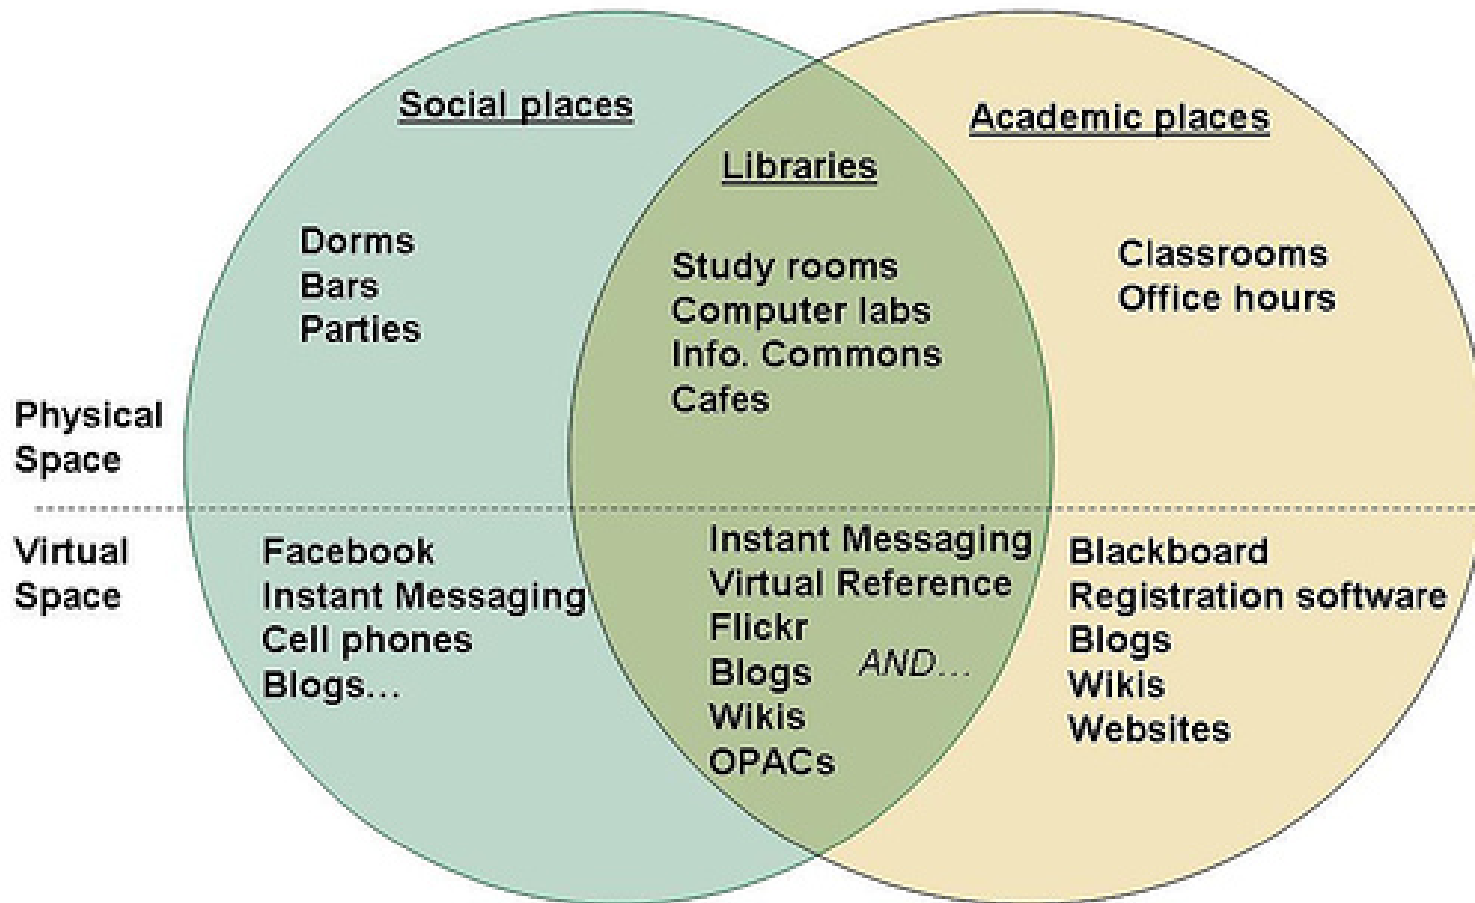 Social places
Academic places
Libraries
Dorms
Bars
Parties
Study rooms
Computer labs
Info. Commons
Cafes
Classrooms
Office hours
Physical
Space
Virtual
Space
Facebook
Instant Messaging
Cell phones
Blogs...
Instant Messaging
Virtual Reference
Flickr
Blogs
AND...
Wikis
OPACs
Blackboard
Registration software
Blogs
Wikis
Websites